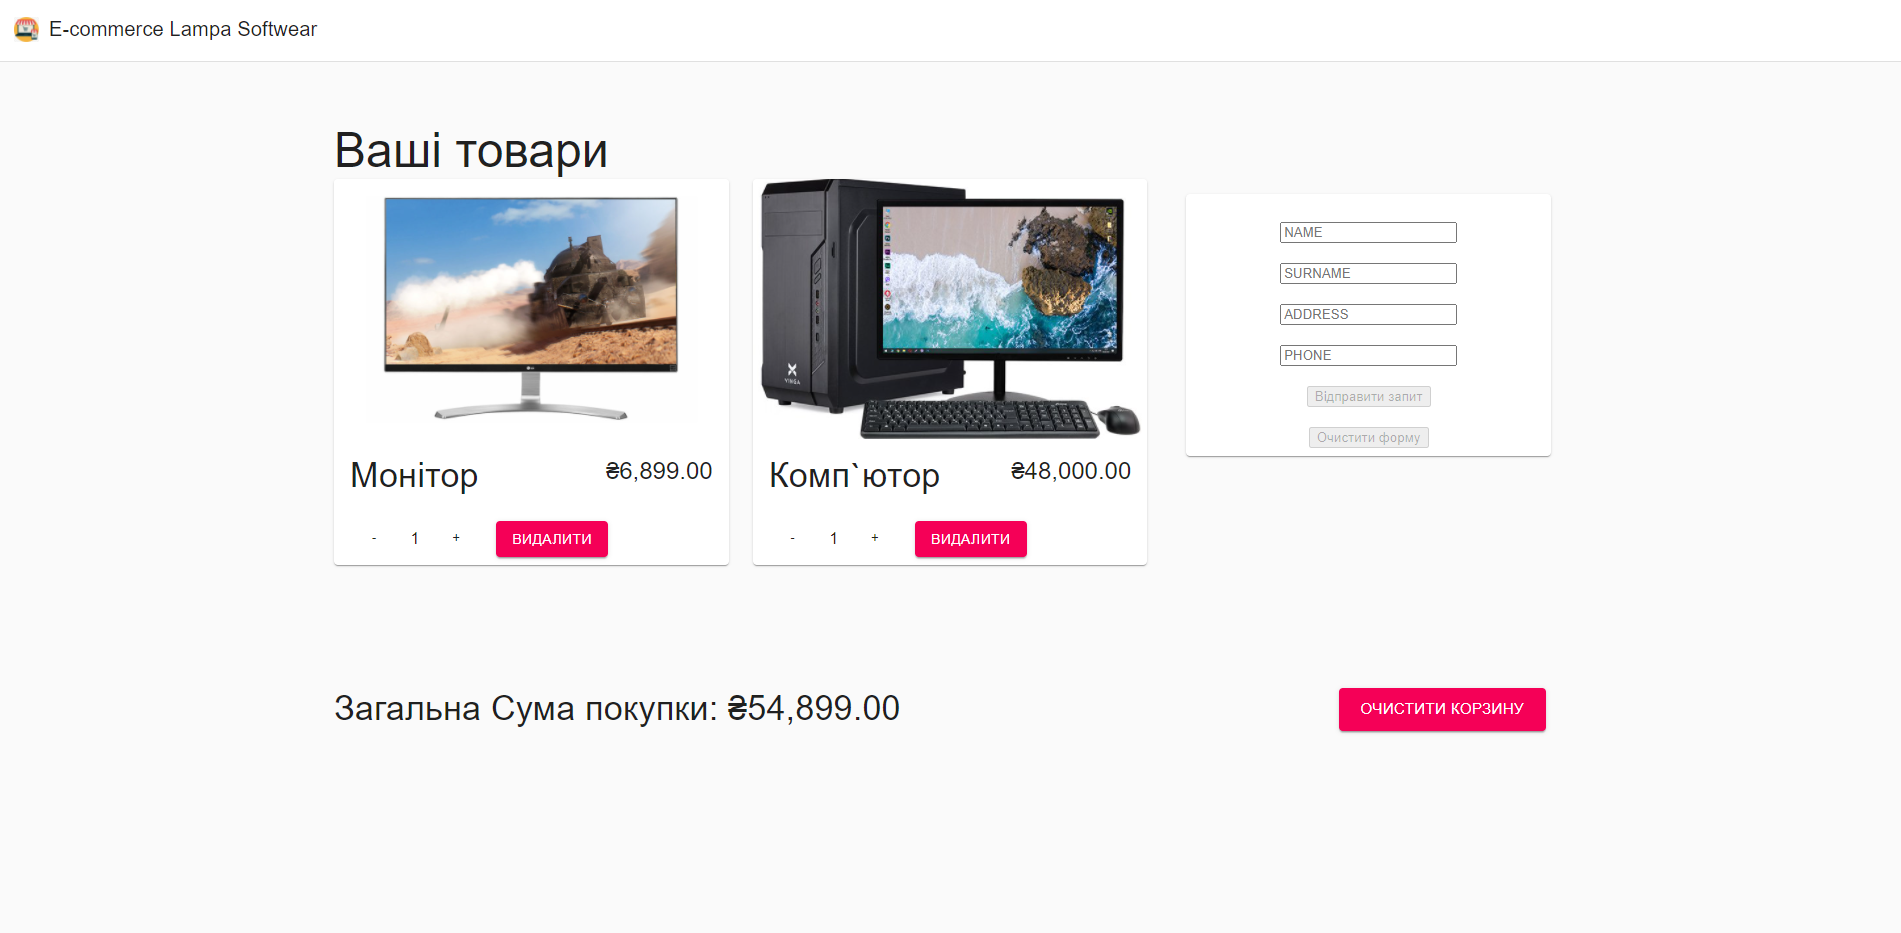 E-commerce Lampa Softwear
Ваші товари
VINGA
Монітор ₴6,899.00
- 1 + ВИДАЛИТИ
Комп`ютор ₴48,000.00
- 1 + ВИДАЛИТИ
NAME
SURNAME
ADDRESS
PHONE
Відправити запит
Очистити форму
Загальна Сума покупки: ₴54,899.00
ОЧИСТИТИ КОРЗИНУ